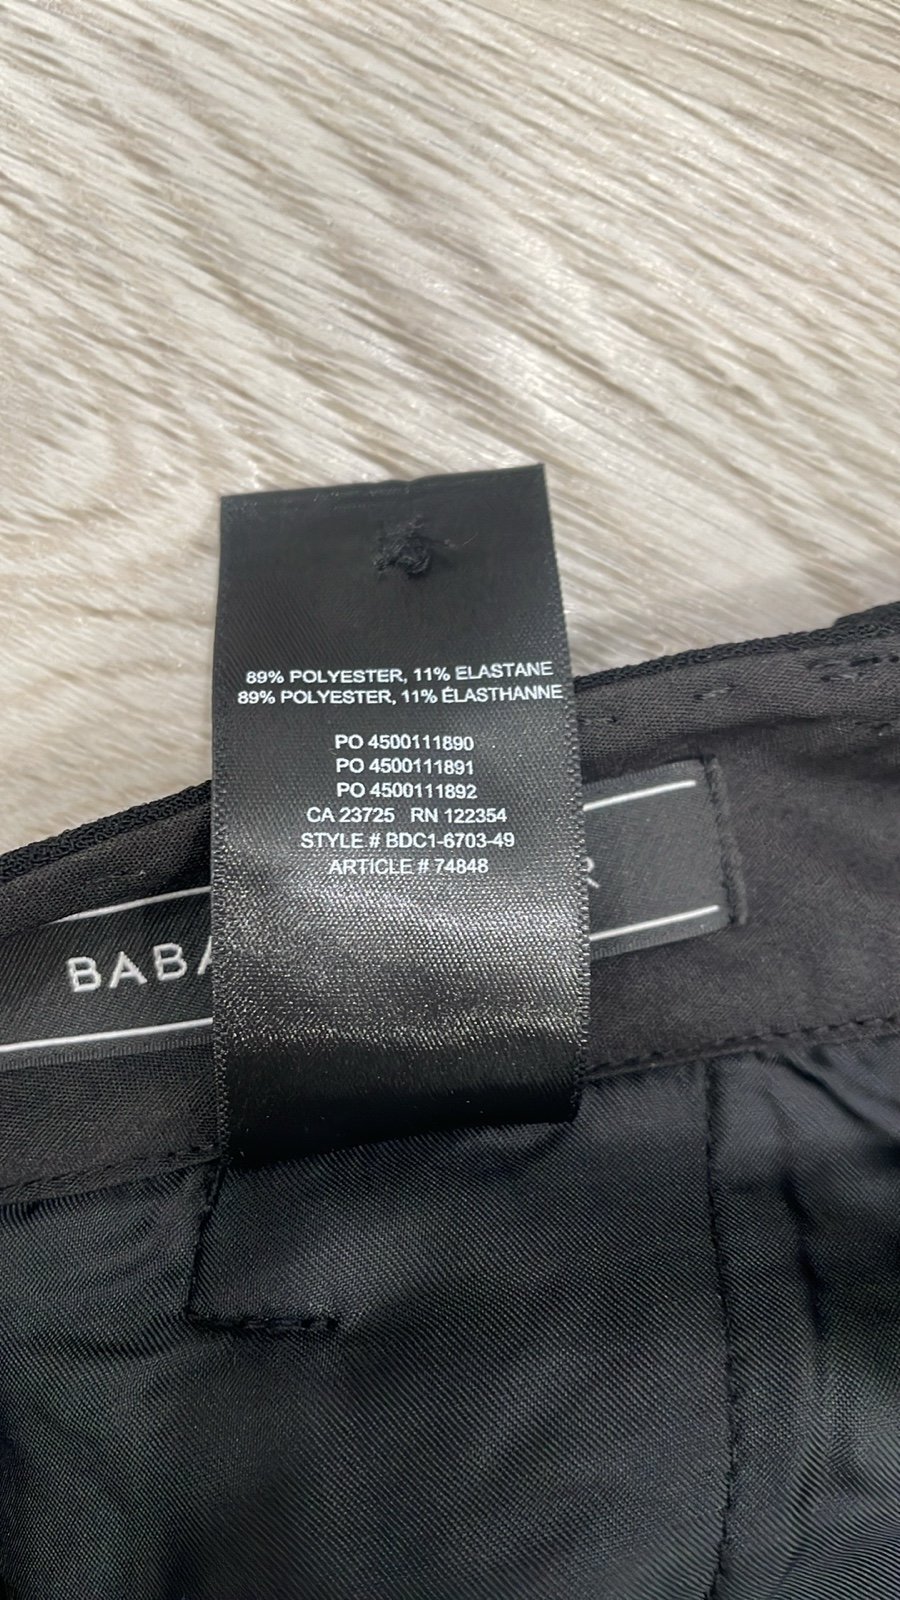 89% POLYESTER, 11% ELASTANE
89% POLYESTER, 11% ÉLASTHANNE
PO 4500111890
PO 4500111891
PO 4500111892
CA 23725 RN 122354
STYLE # BDC1-6703-49
ARTICLE # 74848